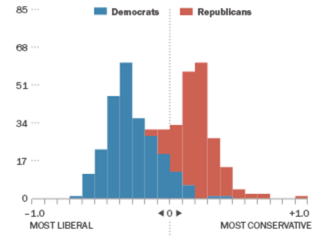 85
Democrats Republicans
68
51
34
17
0
-1.0 ◄ 0 ► +1.0
MOST LIBERAL MOST CONSERVATIVE